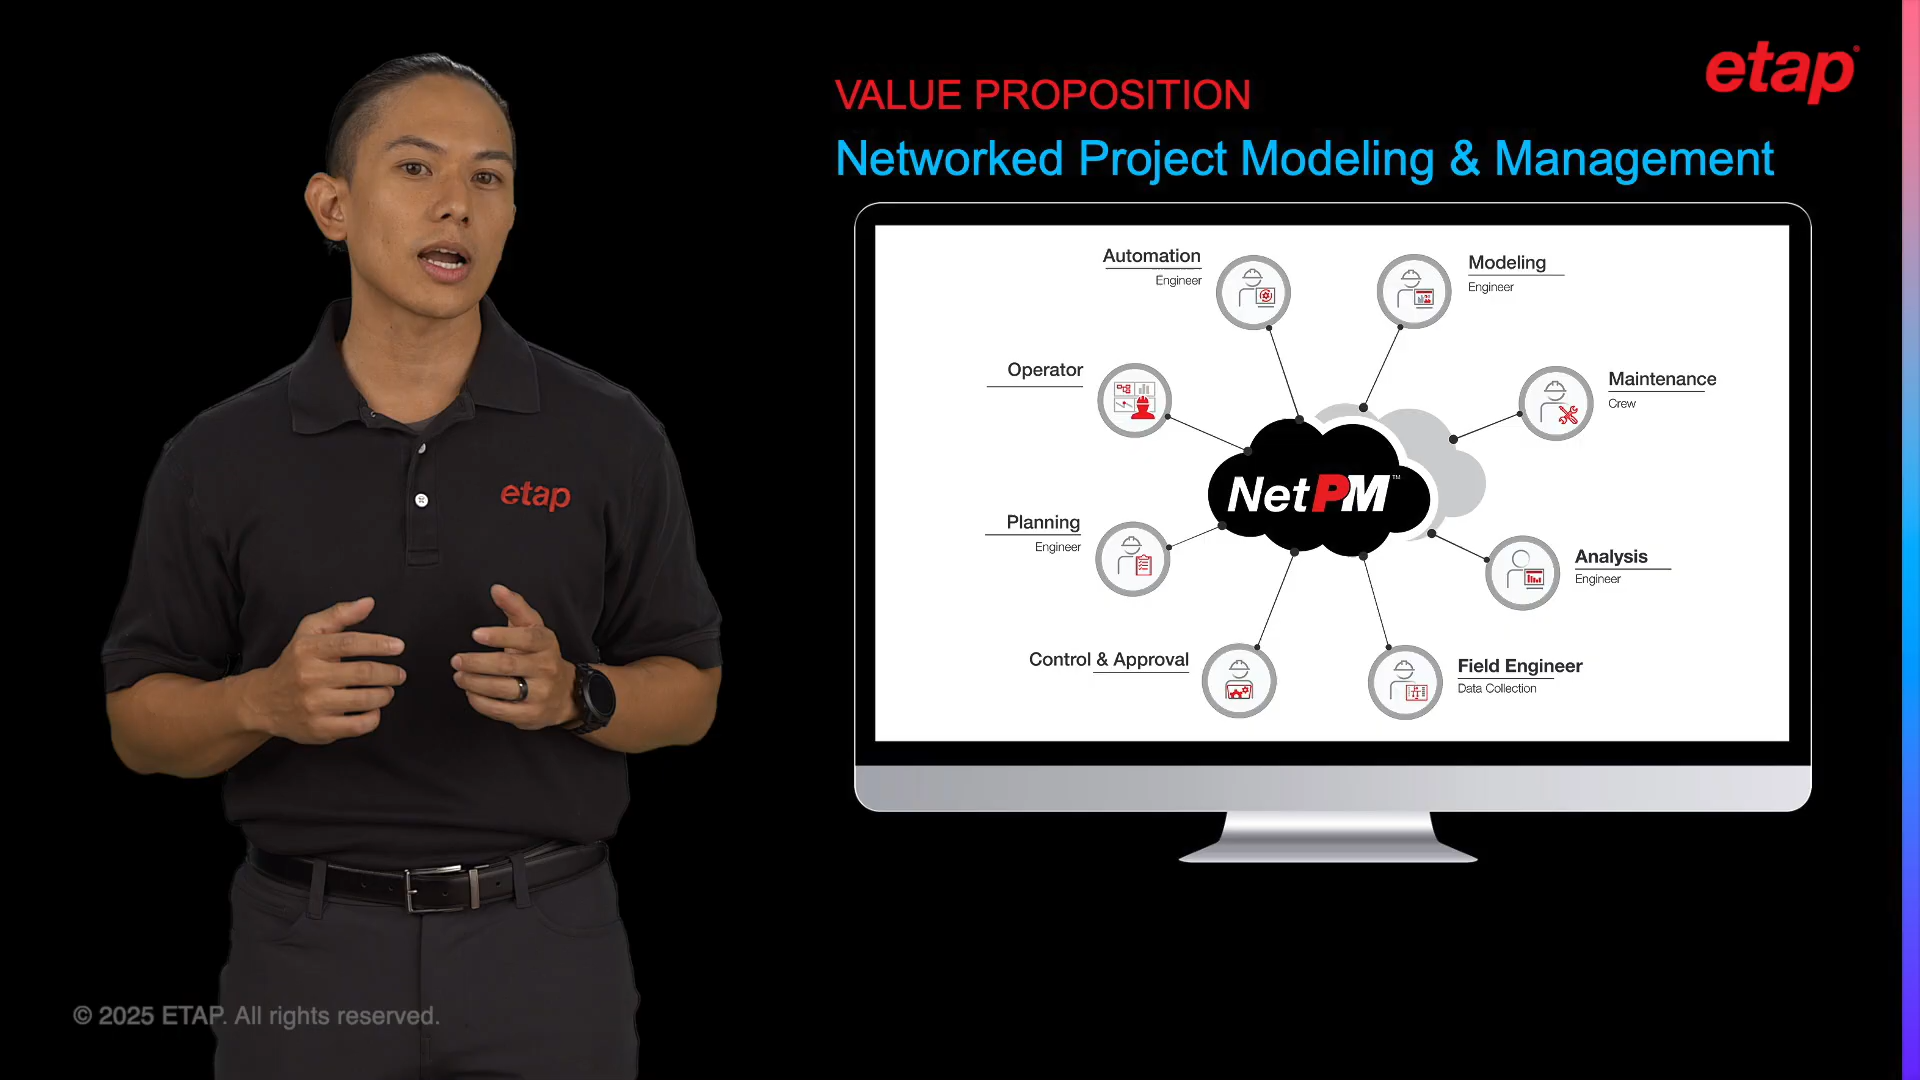 etap
VALUE PROPOSITION
Networked Project Modeling & Management
Automation
Engineer
Modeling
Engineer
Operator
Maintenance
Crew
NetPM™
Planning
Engineer
Analysis
Engineer
Control & Approval
Field Engineer
Data Collection
etap
© 2025 ETAP. All rights reserved.